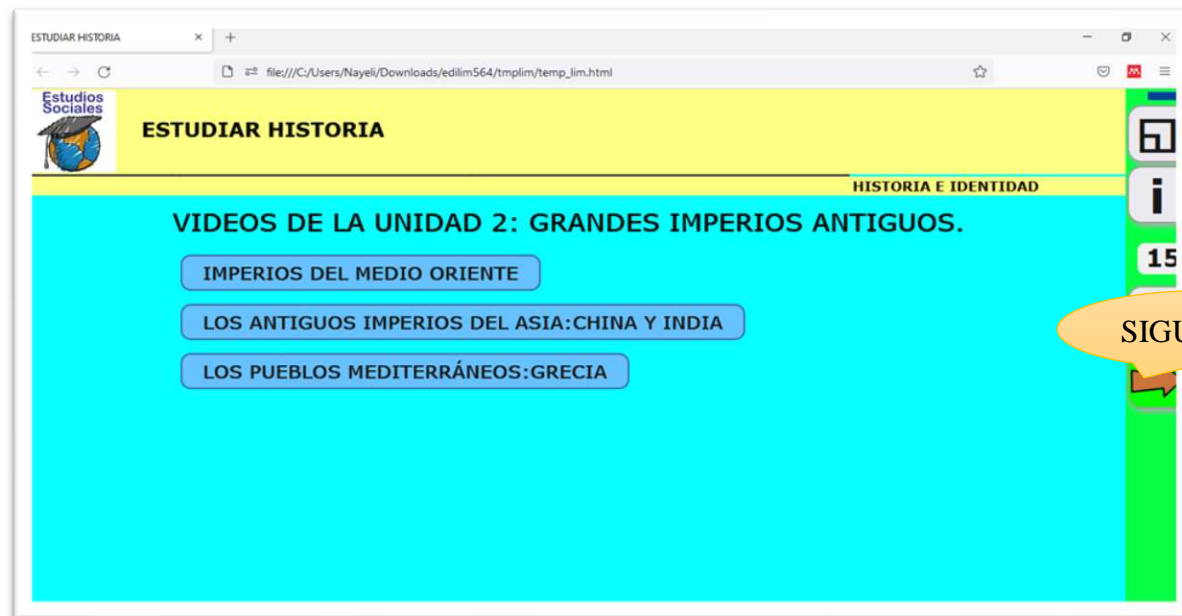 ESTUDIAR HISTORIA
file:///C:/Users/Nayeli/Downloads/edilim564/tmplim/temp_lim.html
Estudios
Sociales
ESTUDIAR HISTORIA
HISTORIA E IDENTIDAD
i
VIDEOS DE LA UNIDAD 2: GRANDES IMPERIOS ANTIGUOS.
15
IMPERIOS DEL MEDIO ORIENTE
LOS ANTIGUOS IMPERIOS DEL ASIA:CHINA Y INDIA
LOS PUEBLOS MEDITERRÁNEOS:GRECIA